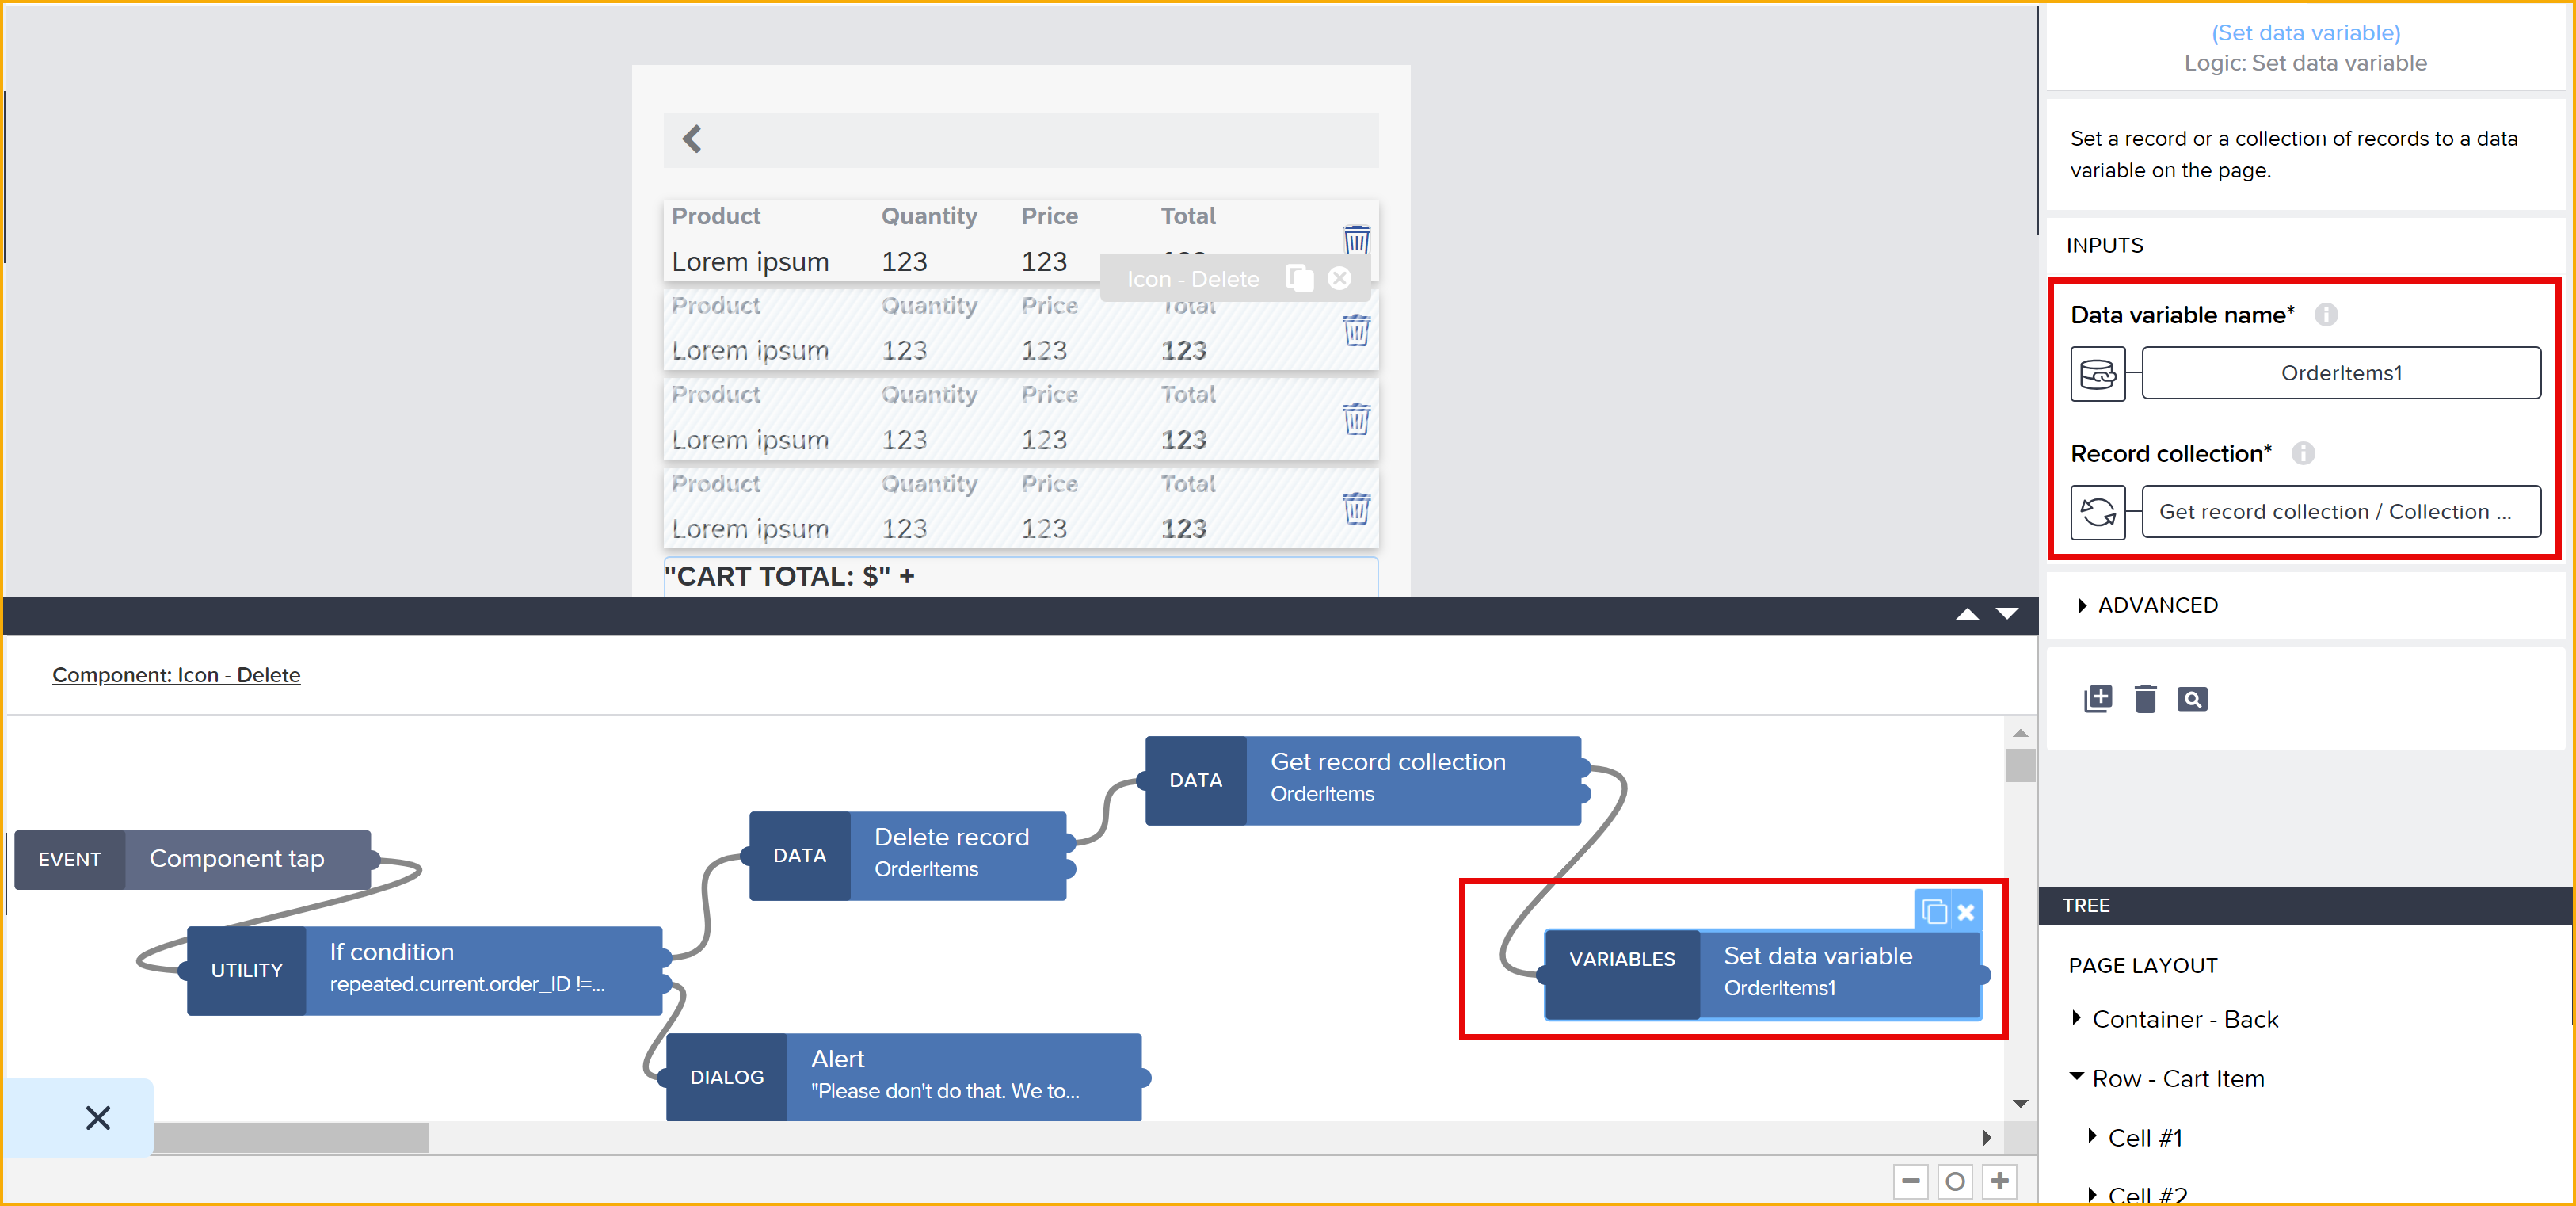 Product Quantity Price Total
Lorem ipsum 123 123
Icon - Delete
Product Quantity Price Total
Lorem ipsum 123 123 123
Product Quantity Price Total
Lorem ipsum 123 123 123
Product Quantity Price Total
Lorem ipsum 123 123 123
"CART TOTAL: $" +
Component: Icon - Delete
EVENT Component tap
UTILITY If condition
repeated.current.order_ID !=...
DATA Delete record
OrderItems
DATA Get record collection
OrderItems
VARIABLES Set data variable
OrderItems1
DIALOG Alert
"Please don't do that. We to...
(Set data variable)
Logic: Set data variable
Set a record or a collection of records to a data
variable on the page.
INPUTS
Data variable name*
OrderItems1
Record collection*
Get record collection / Collection ...
ADVANCED
TREE
PAGE LAYOUT
Container - Back
Row - Cart Item
Cell #1
Cell #2